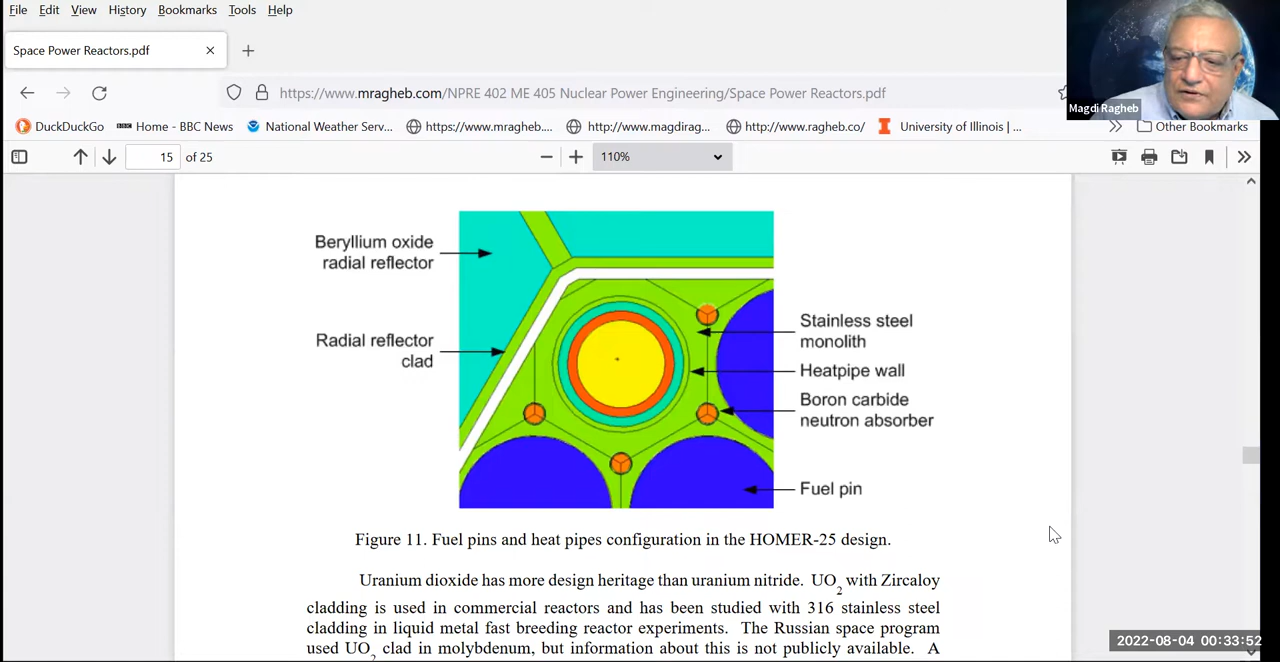 File Edit View History Bookmarks Tools Help
Space Power Reactors.pdf
https://www.mragheb.com/NPRE 402 ME 405 Nuclear Power Engineering/Space Power Reactors.pdf
Magdi Ragheb
DuckDuckGo BBC Home - BBC News National Weather Serv... https://www.mragheb... http://www.magdirag... http://www.ragheb.co/ University of Illinois | ... Other Bookmarks
15 of 25 110%
Beryllium oxide
radial reflector
Radial reflector
clad
Stainless steel
monolith
Heatpipe wall
Boron carbide
neutron absorber
Fuel pin
Figure 11. Fuel pins and heat pipes configuration in the HOMER-25 design.
Uranium dioxide has more design heritage than uranium nitride. UO2 with Zircaloy
cladding is used in commercial reactors and has been studied with 316 stainless steel
cladding in liquid metal fast breeding reactor experiments. The Russian space program
used UO2 clad in molybdenum, but information about this is not publicly available. A
2022-08-04 00:33:52